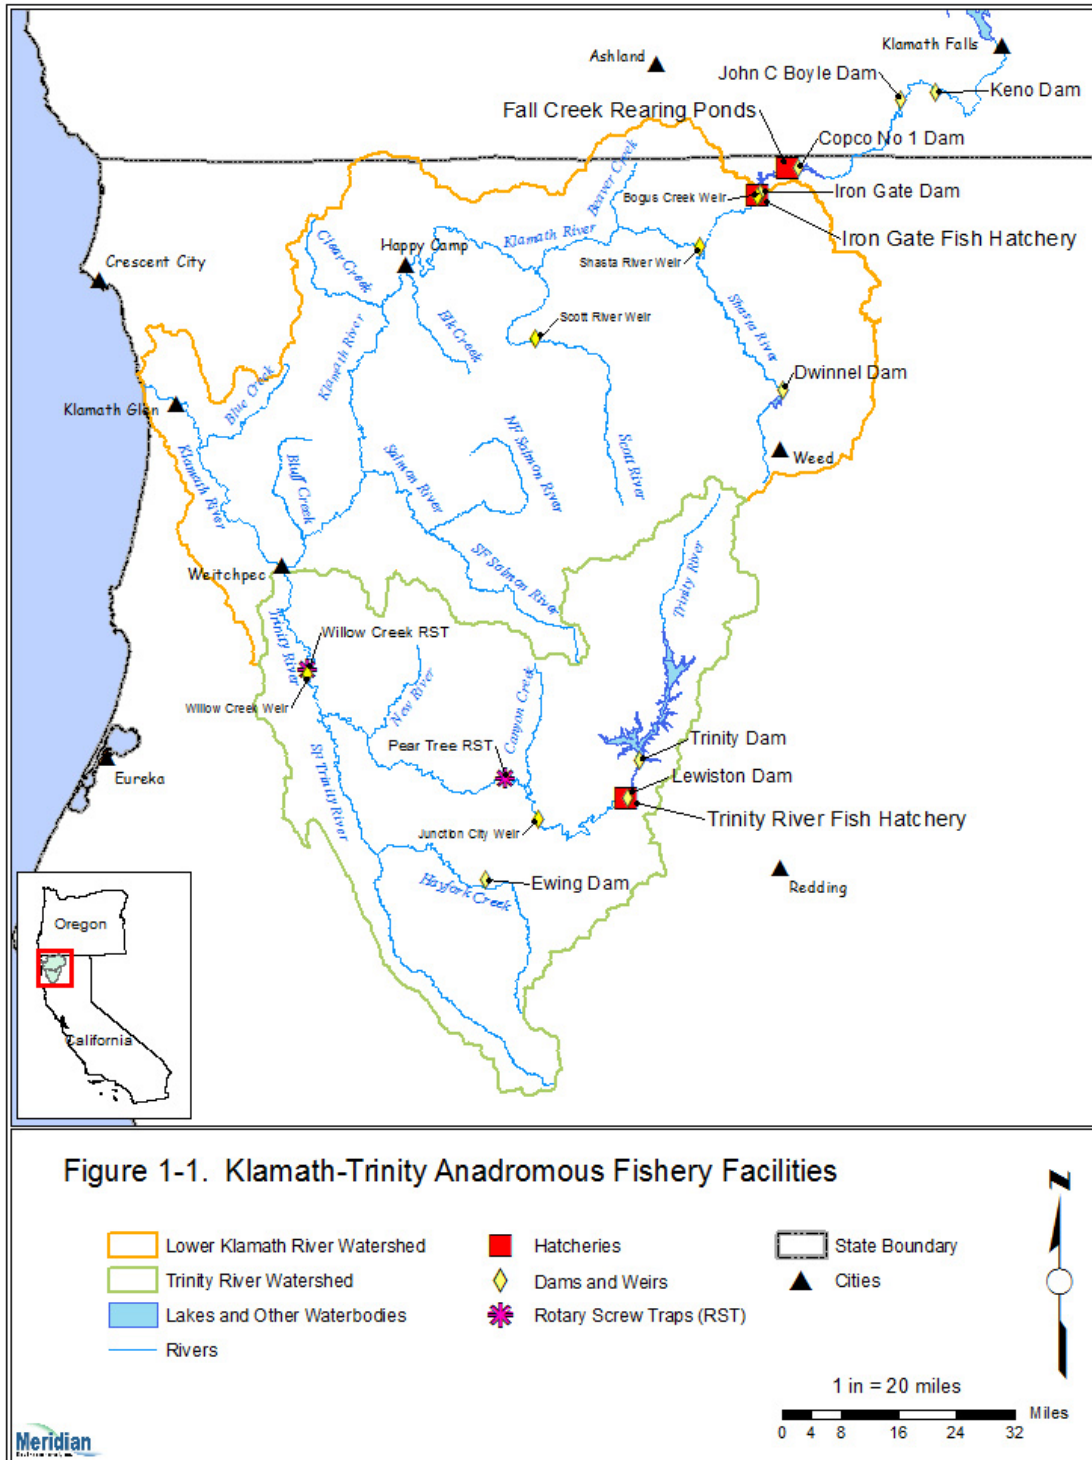 Klamath Falls
Ashland
John C Boyle Dam
Keno Dam
Fall Creek Rearing Ponds
Copco No 1 Dam
Beaver Creek
Bogus Creek Weir
Iron Gate Dam
Klamath River
Iron Gate Fish Hatchery
Clear Creek
Happy Camp
Shasta River Weir
Crescent City
Shasta River
Elk Creek
Scott River Weir
Klamath River
Dwinnel Dam
Blue Creek
Klamath Glen
NF Salmon River
Weed
Klamath River
Bluff Creek
Salmon River
Scott River
SF Salmon River
Trinity River
Weitchpec
Trinity River
Willow Creek RST
New River
Canyon Creek
Willow Creek Weir
Trinity Dam
Pear Tree RST
SF Trinity River
Lewiston Dam
Eureka
Trinity River Fish Hatchery
Junction City Weir
Ewing Dam
Hayfork Creek
Redding
Oregon
California
Figure 1-1. Klamath-Trinity Anadromous Fishery Facilities
N
Lower Klamath River Watershed
Hatcheries
State Boundary
Trinity River Watershed
Dams and Weirs
Cities
Lakes and Other Waterbodies
Rotary Screw Traps (RST)
Rivers
1 in = 20 miles
Miles
0 4 8 16 24 32
Meridian